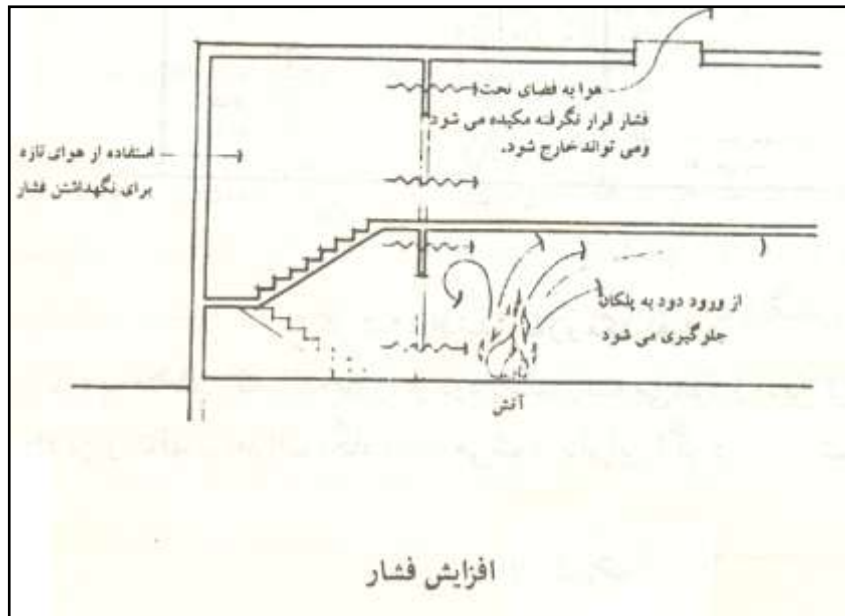 هوا به فضای تحت
فشار قرار نگرفته مکیده می شود
ومی تواند خارج شود.
استفاده از هوای تازه
برای نگهداشتن فشار
از ورود دود به پلکان
جلوگیری می شود
آتش
افزایش فشار